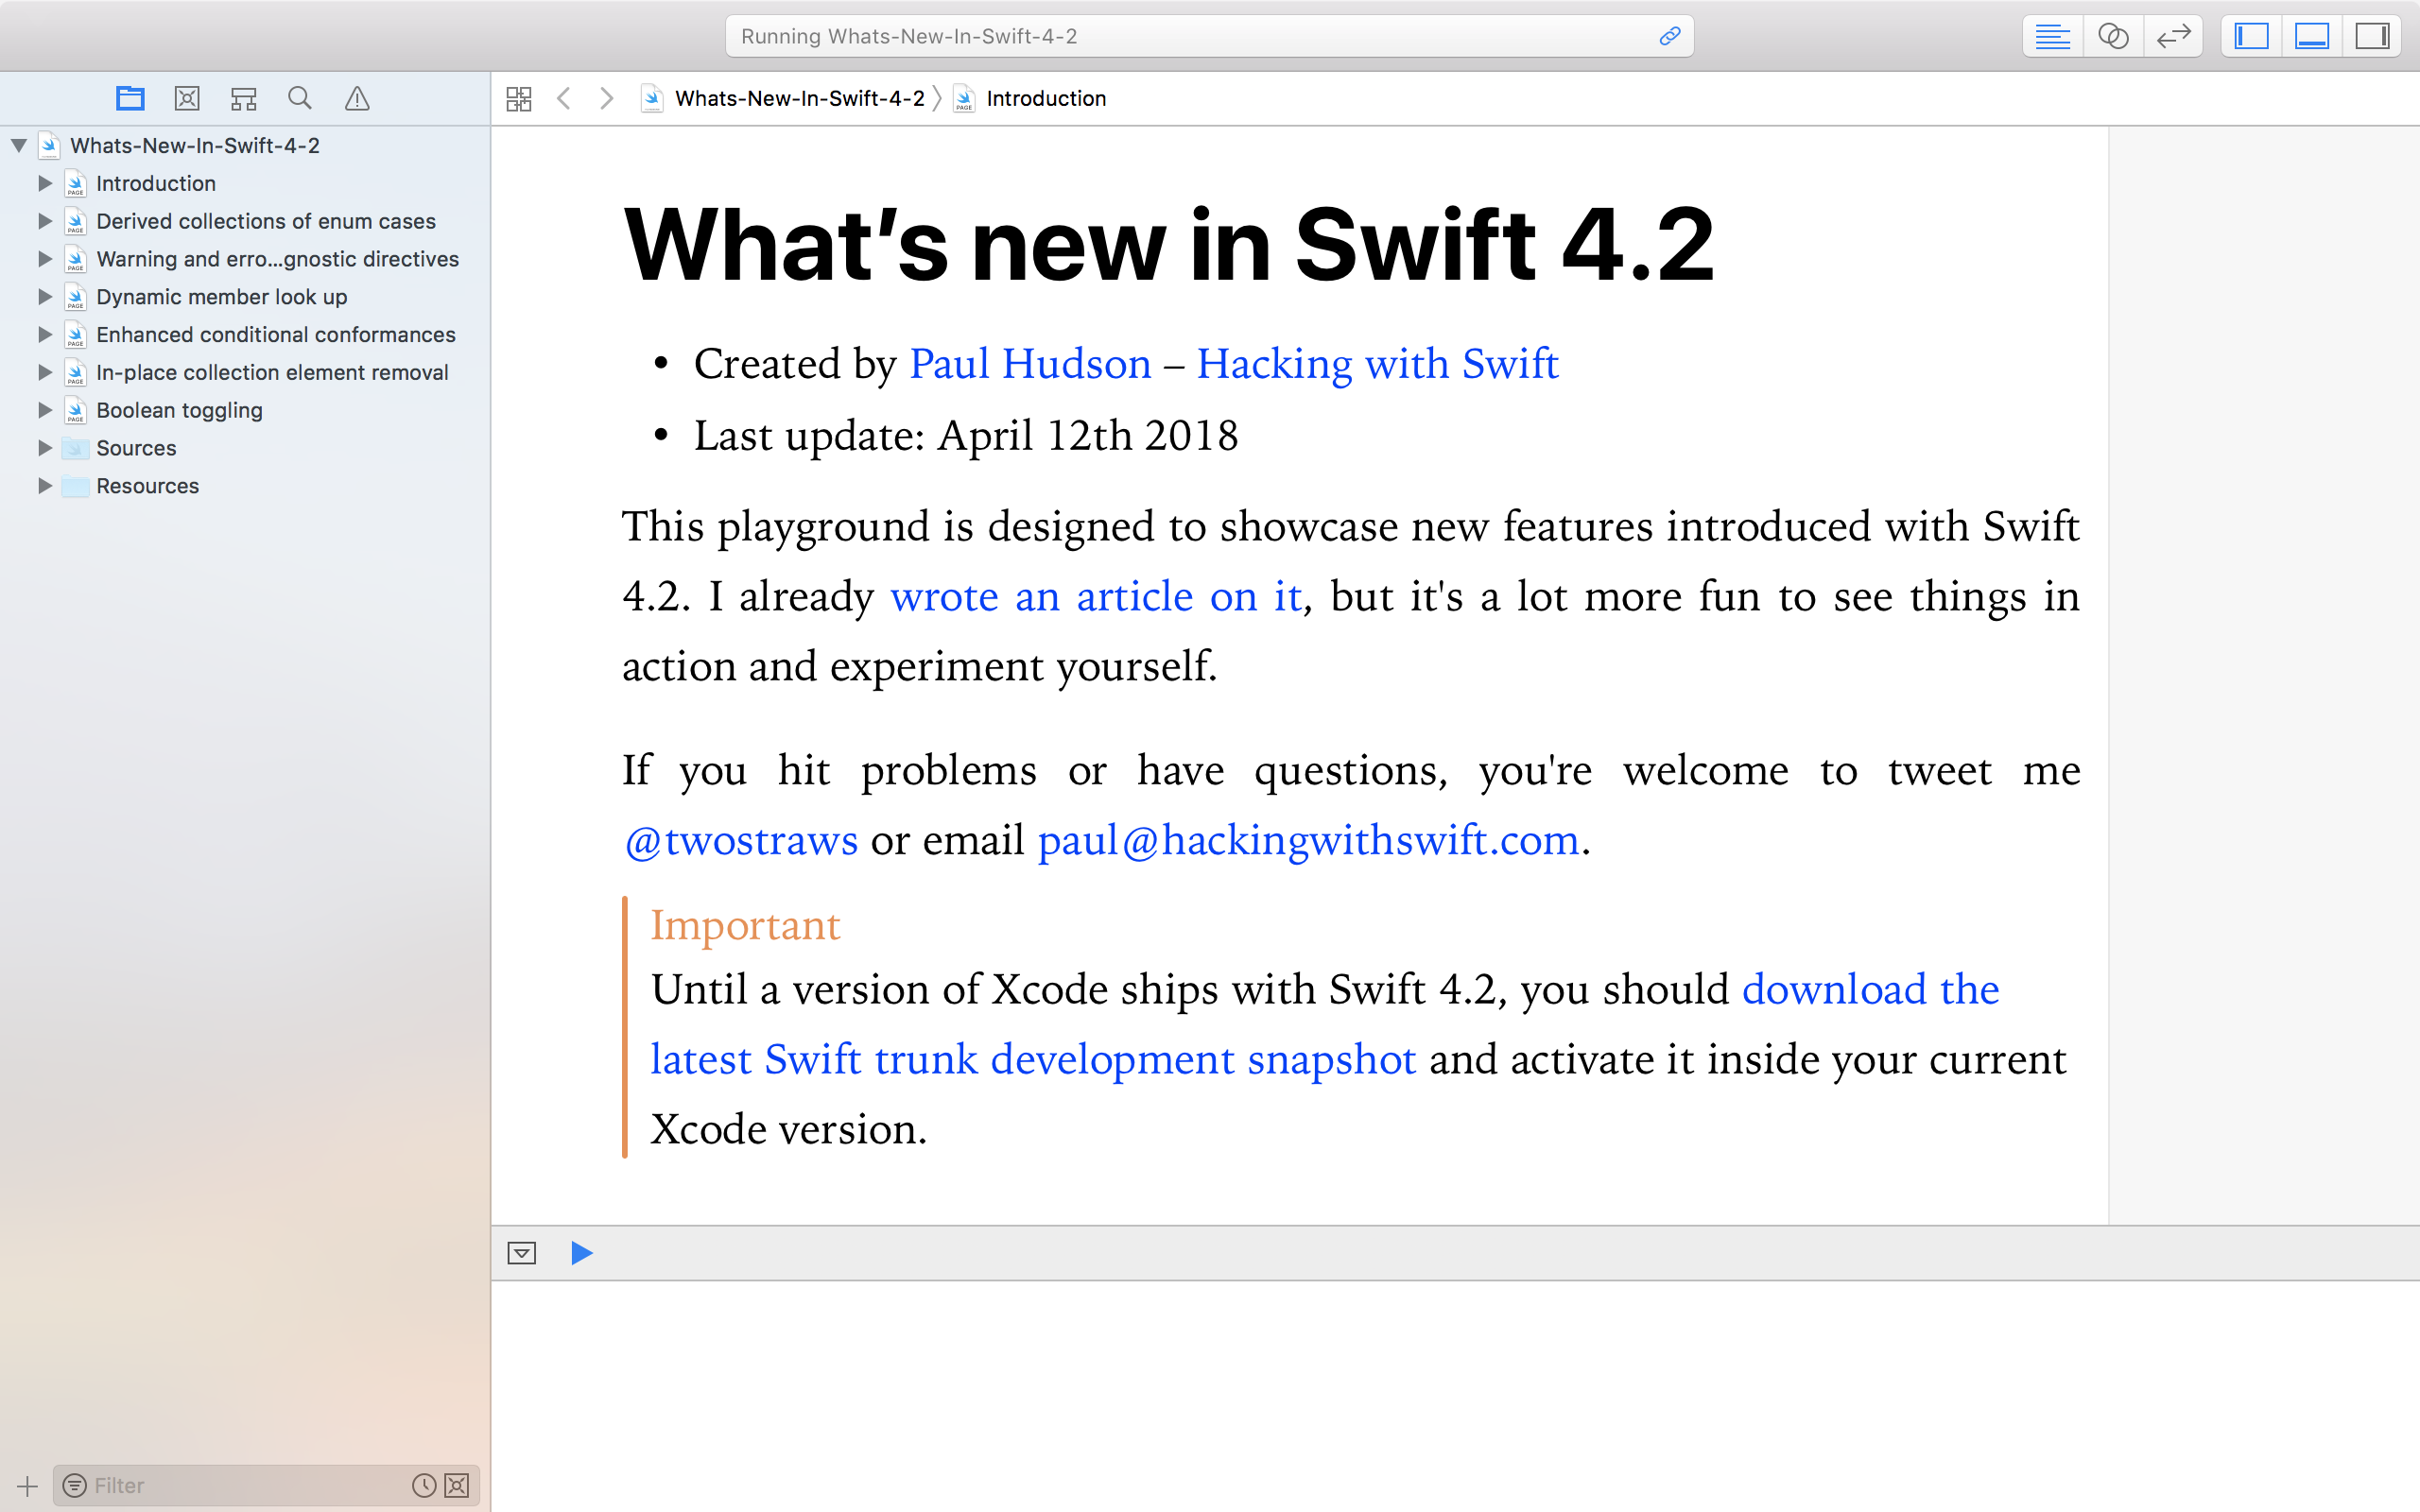 Running Whats-New-In-Swift-4-2
Whats-New-In-Swift-4-2
Introduction
Whats-New-In-Swift-4-2
Introduction
Derived collections of enum cases
Warning and erro...gnostic directives
Dynamic member look up
Enhanced conditional conformances
In-place collection element removal
Boolean toggling
Sources
Resources
Filter
What’s new in Swift 4.2
• Created by Paul Hudson – Hacking with Swift
• Last update: April 12th 2018
This playground is designed to showcase new features introduced with Swift
4.2. I already wrote an article on it, but it's a lot more fun to see things in
action and experiment yourself.
If you hit problems or have questions, you're welcome to tweet me
@twostraws or email paul@hackingwithswift.com.
Important
Until a version of Xcode ships with Swift 4.2, you should download the
latest Swift trunk development snapshot and activate it inside your current
Xcode version.